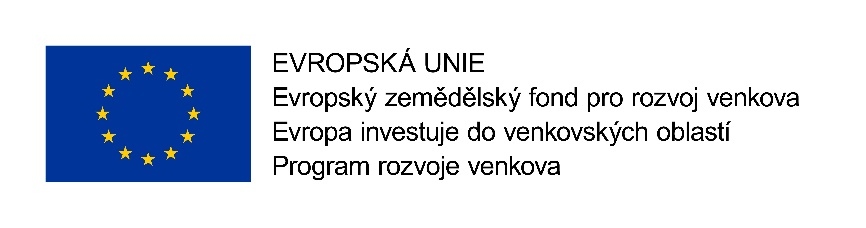 EVROPSKÁ UNIE
Evropský zemědělský fond pro rozvoj venkova
Evropa investuje do venkovských oblastí
Program rozvoje venkova